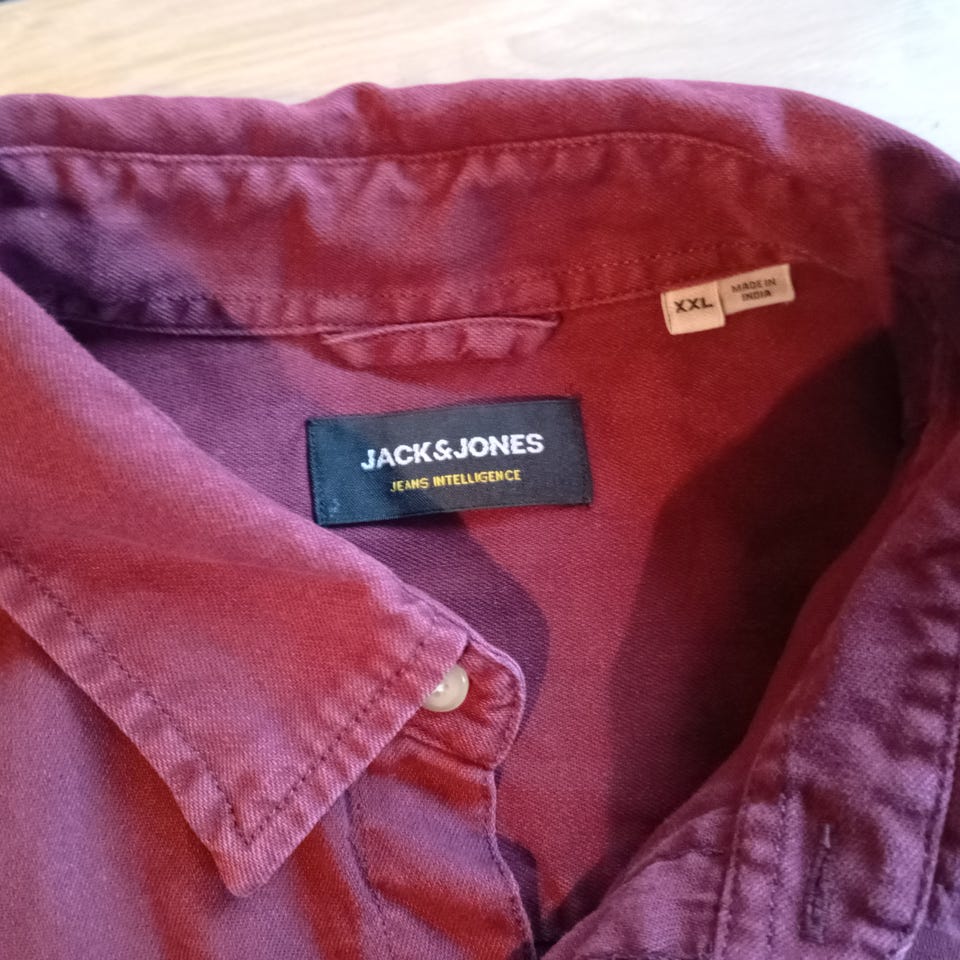 XXL
MADE IN
INDIA
JACK&JONES
JEANS INTELLIGENCE